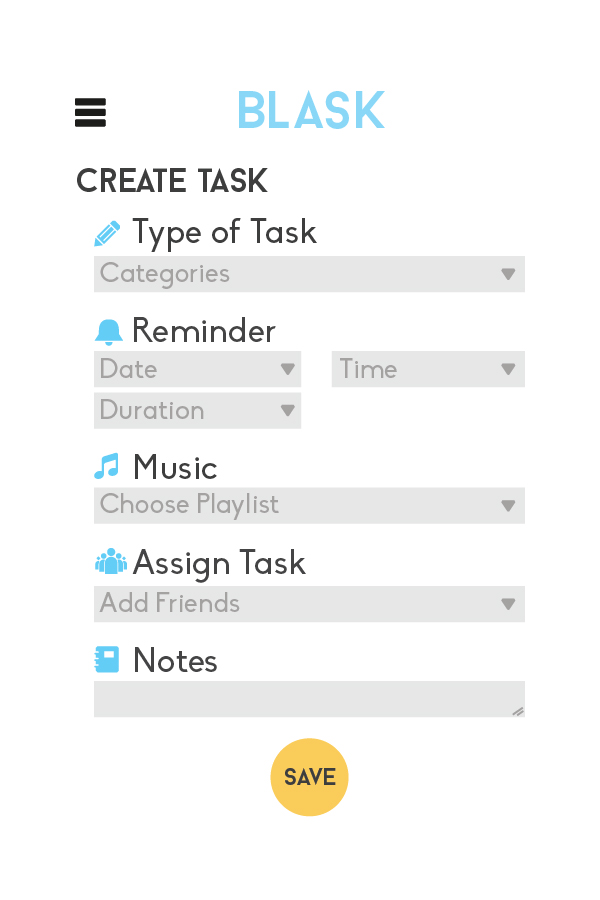 BLASK
CREATE TASK
Type of Task
Categories
Reminder
Date Time
Duration
Music
Choose Playlist
Assign Task
Add Friends
Notes
SAVE